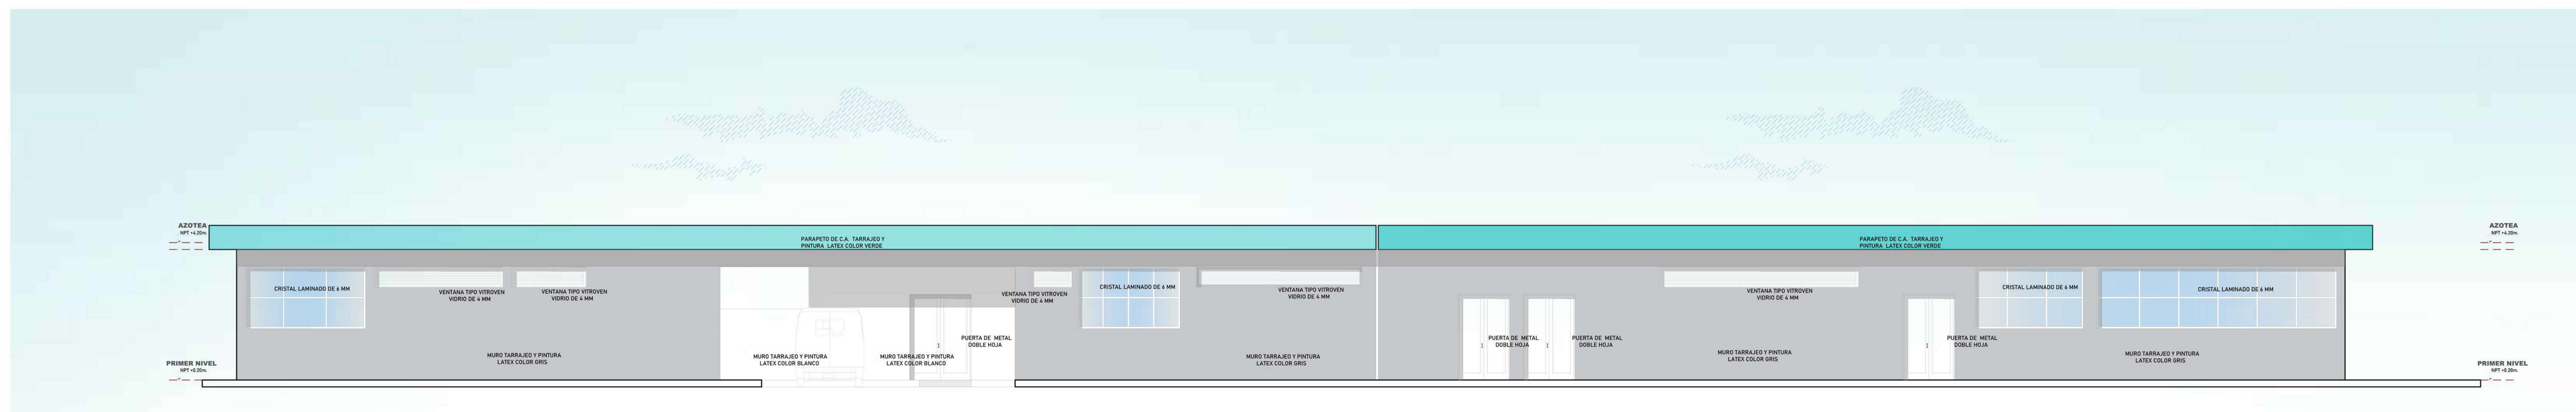 AZOTEA
NPT +4.20m.
AZOTEA
NPT +4.20m.
PARAPETO DE C.A. TARRAJEO Y
PINTURA LATEX COLOR VERDE
PARAPETO DE C.A. TARRAJEO Y
PINTURA LATEX COLOR VERDE
CRISTAL LAMINADO DE 6 MM
VENTANA TIPO VITROVEN
VIDRIO DE 4 MM
VENTANA TIPO VITROVEN
VIDRIO DE 4 MM
VENTANA TIPO VITROVEN
VIDRIO DE 4 MM
CRISTAL LAMINADO DE 6 MM
VENTANA TIPO VITROVEN
VIDRIO DE 4 MM
VENTANA TIPO VITROVEN
VIDRIO DE 4 MM
CRISTAL LAMINADO DE 6 MM
CRISTAL LAMINADO DE 6 MM
PUERTA DE METAL
DOBLE HOJA
PUERTA DE METAL
DOBLE HOJA
PUERTA DE METAL
DOBLE HOJA
PUERTA DE METAL
DOBLE HOJA
MURO TARRAJEO Y PINTURA
LATEX COLOR GRIS
MURO TARRAJEO Y PINTURA
LATEX COLOR BLANCO
MURO TARRAJEO Y PINTURA
LATEX COLOR BLANCO
MURO TARRAJEO Y PINTURA
LATEX COLOR GRIS
MURO TARRAJEO Y PINTURA
LATEX COLOR GRIS
MURO TARRAJEO Y PINTURA
LATEX COLOR GRIS
PRIMER NIVEL
NPT +0.20m.
PRIMER NIVEL
NPT +0.20m.